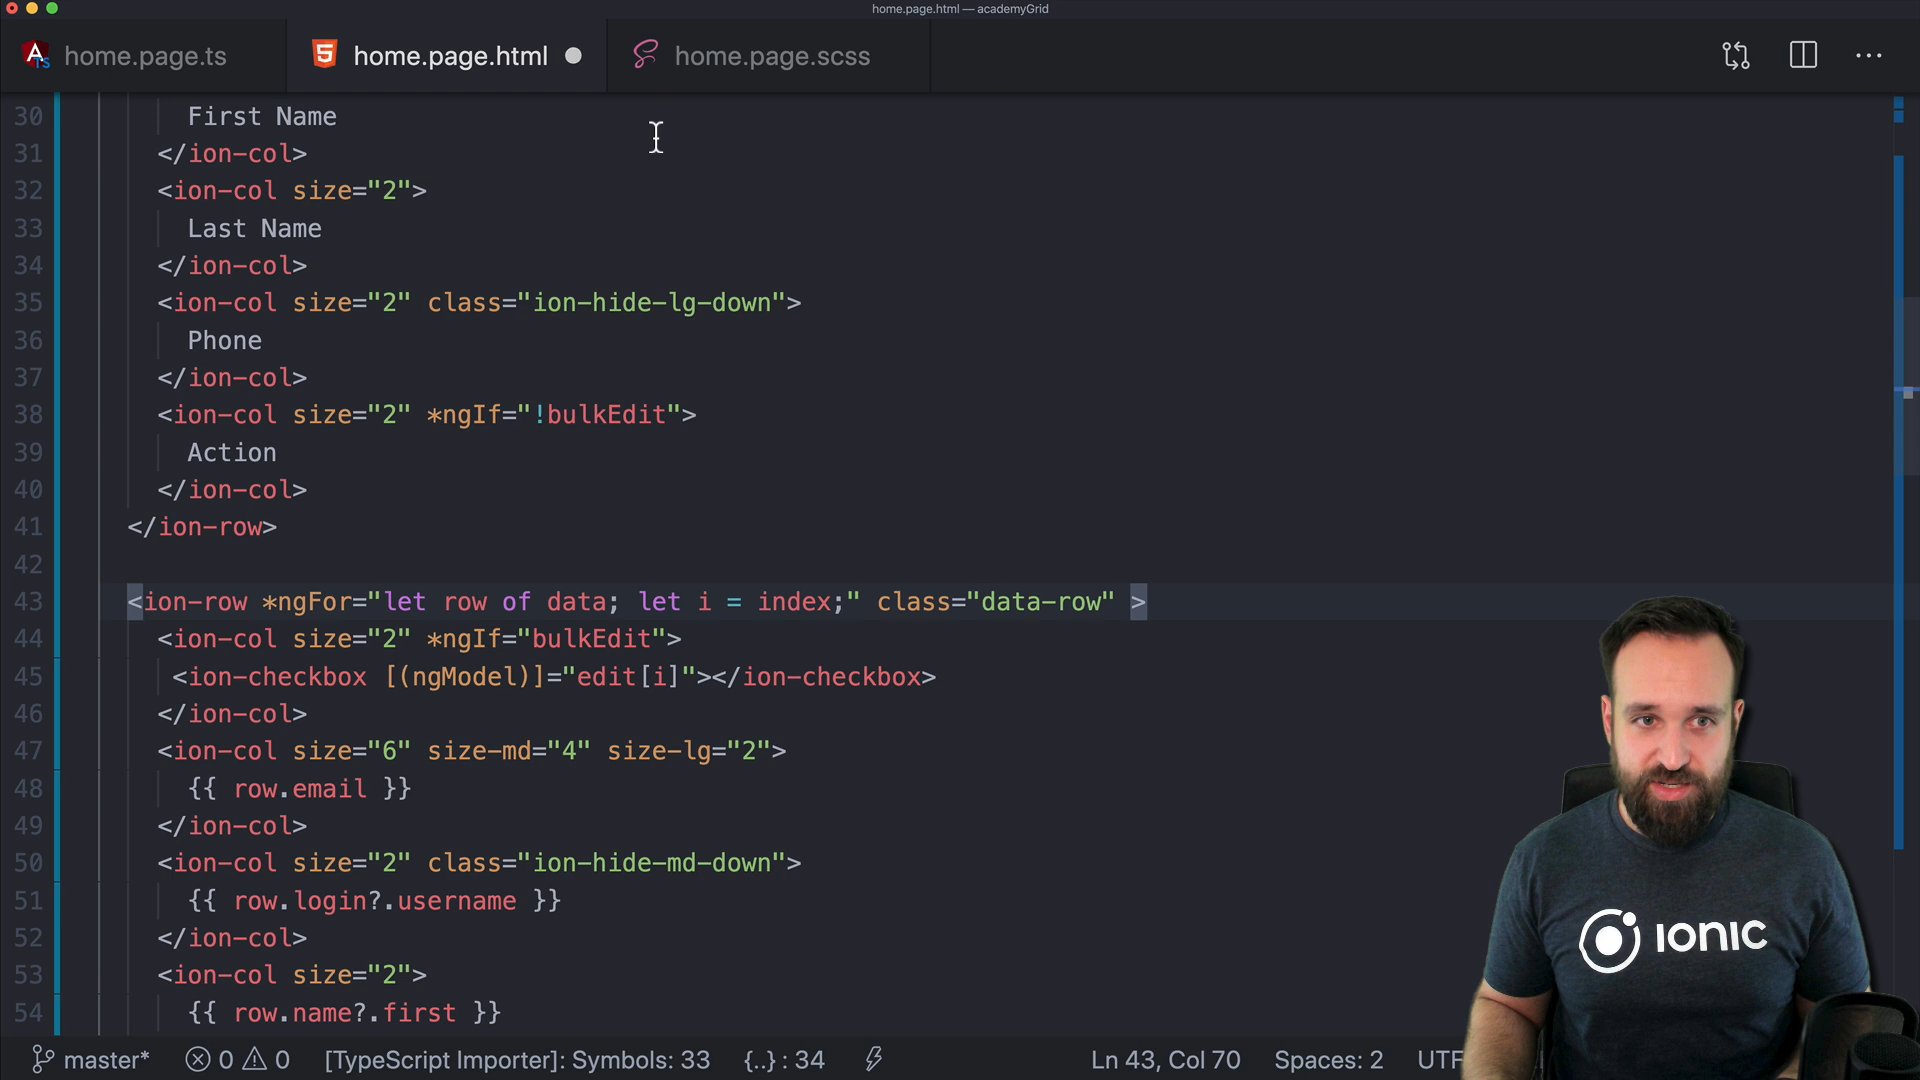 home.page.html — academyGrid
home.page.ts
home.page.html
home.page.scss
30 First Name
31 </ion-col>
32 <ion-col size="2">
33 Last Name
34 </ion-col>
35 <ion-col size="2" class="ion-hide-lg-down">
36 Phone
37 </ion-col>
38 <ion-col size="2" *ngIf="!bulkEdit">
39 Action
40 </ion-col>
41 </ion-row>
42
43 <ion-row *ngFor="let row of data; let i = index;" class="data-row" >
44 <ion-col size="2" *ngIf="bulkEdit">
45 <ion-checkbox [(ngModel)]="edit[i]"></ion-checkbox>
46 </ion-col>
47 <ion-col size="6" size-md="4" size-lg="2">
48 {{ row.email }}
49 </ion-col>
50 <ion-col size="2" class="ion-hide-md-down">
51 {{ row.login?.username }}
52 </ion-col>
53 <ion-col size="2">
54 {{ row.name?.first }}
IONIC
master* 0 0 [TypeScript Importer]: Symbols: 33 {..} : 34 Ln 43, Col 70 Spaces: 2 UTF